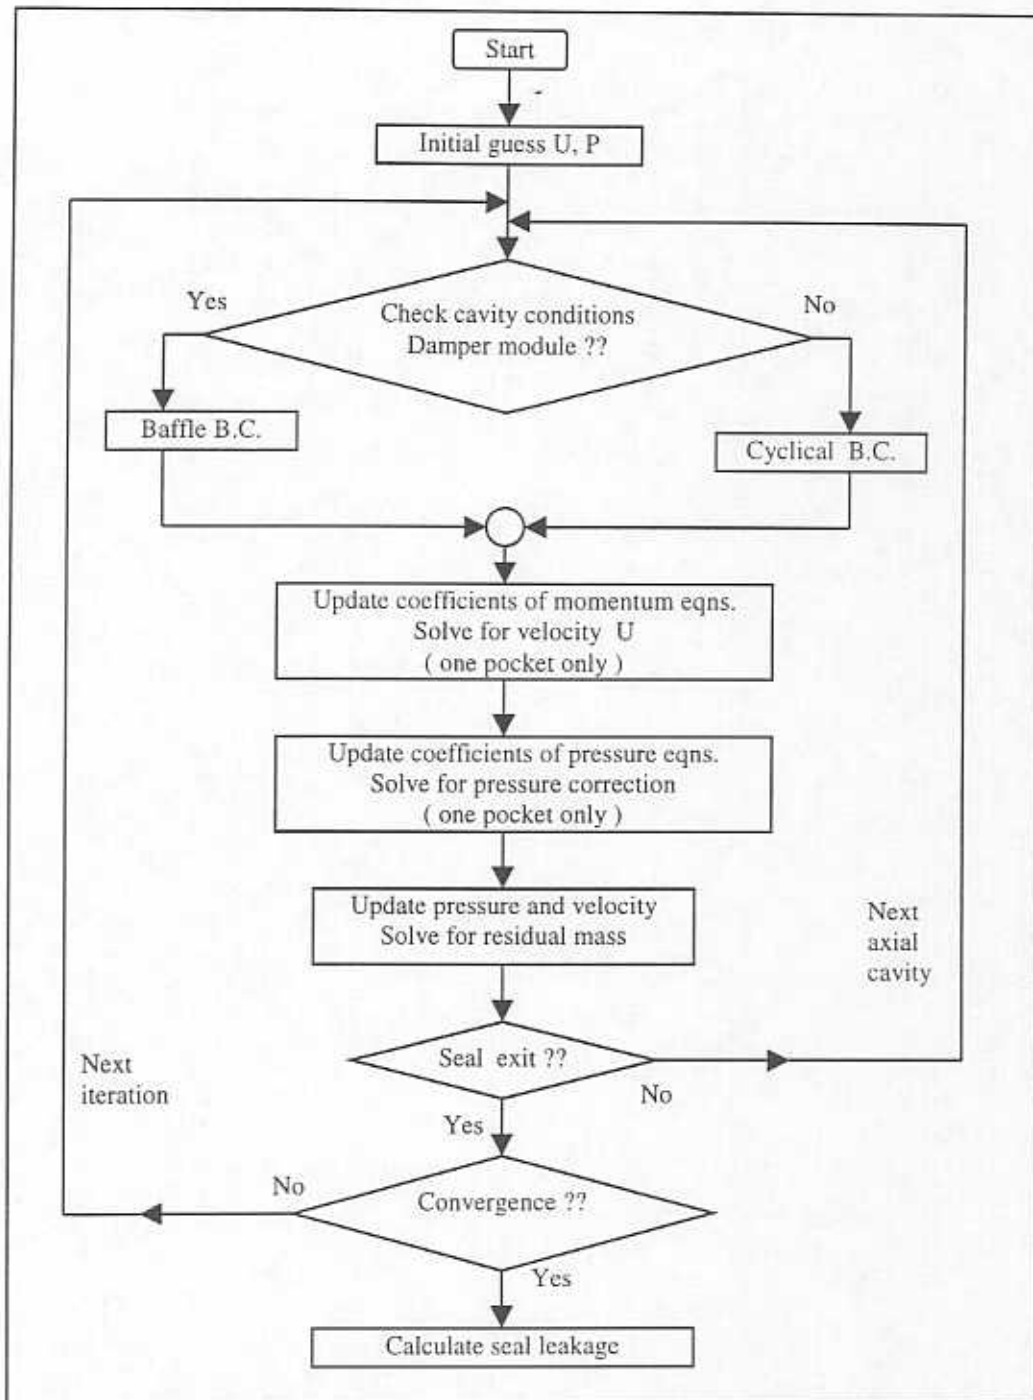 Start
Initial guess U, P
Yes
No
Check cavity conditions
Damper module ??
Baffle B.C.
Cyclical B.C.
Update coefficients of momentum eqns.
Solve for velocity U
( one pocket only )
Update coefficients of pressure eqns.
Solve for pressure correction
( one pocket only )
Update pressure and velocity
Solve for residual mass
Next
axial
cavity
Seal exit ??
Next
iteration
No
Yes
No
Convergence ??
Yes
Calculate seal leakage